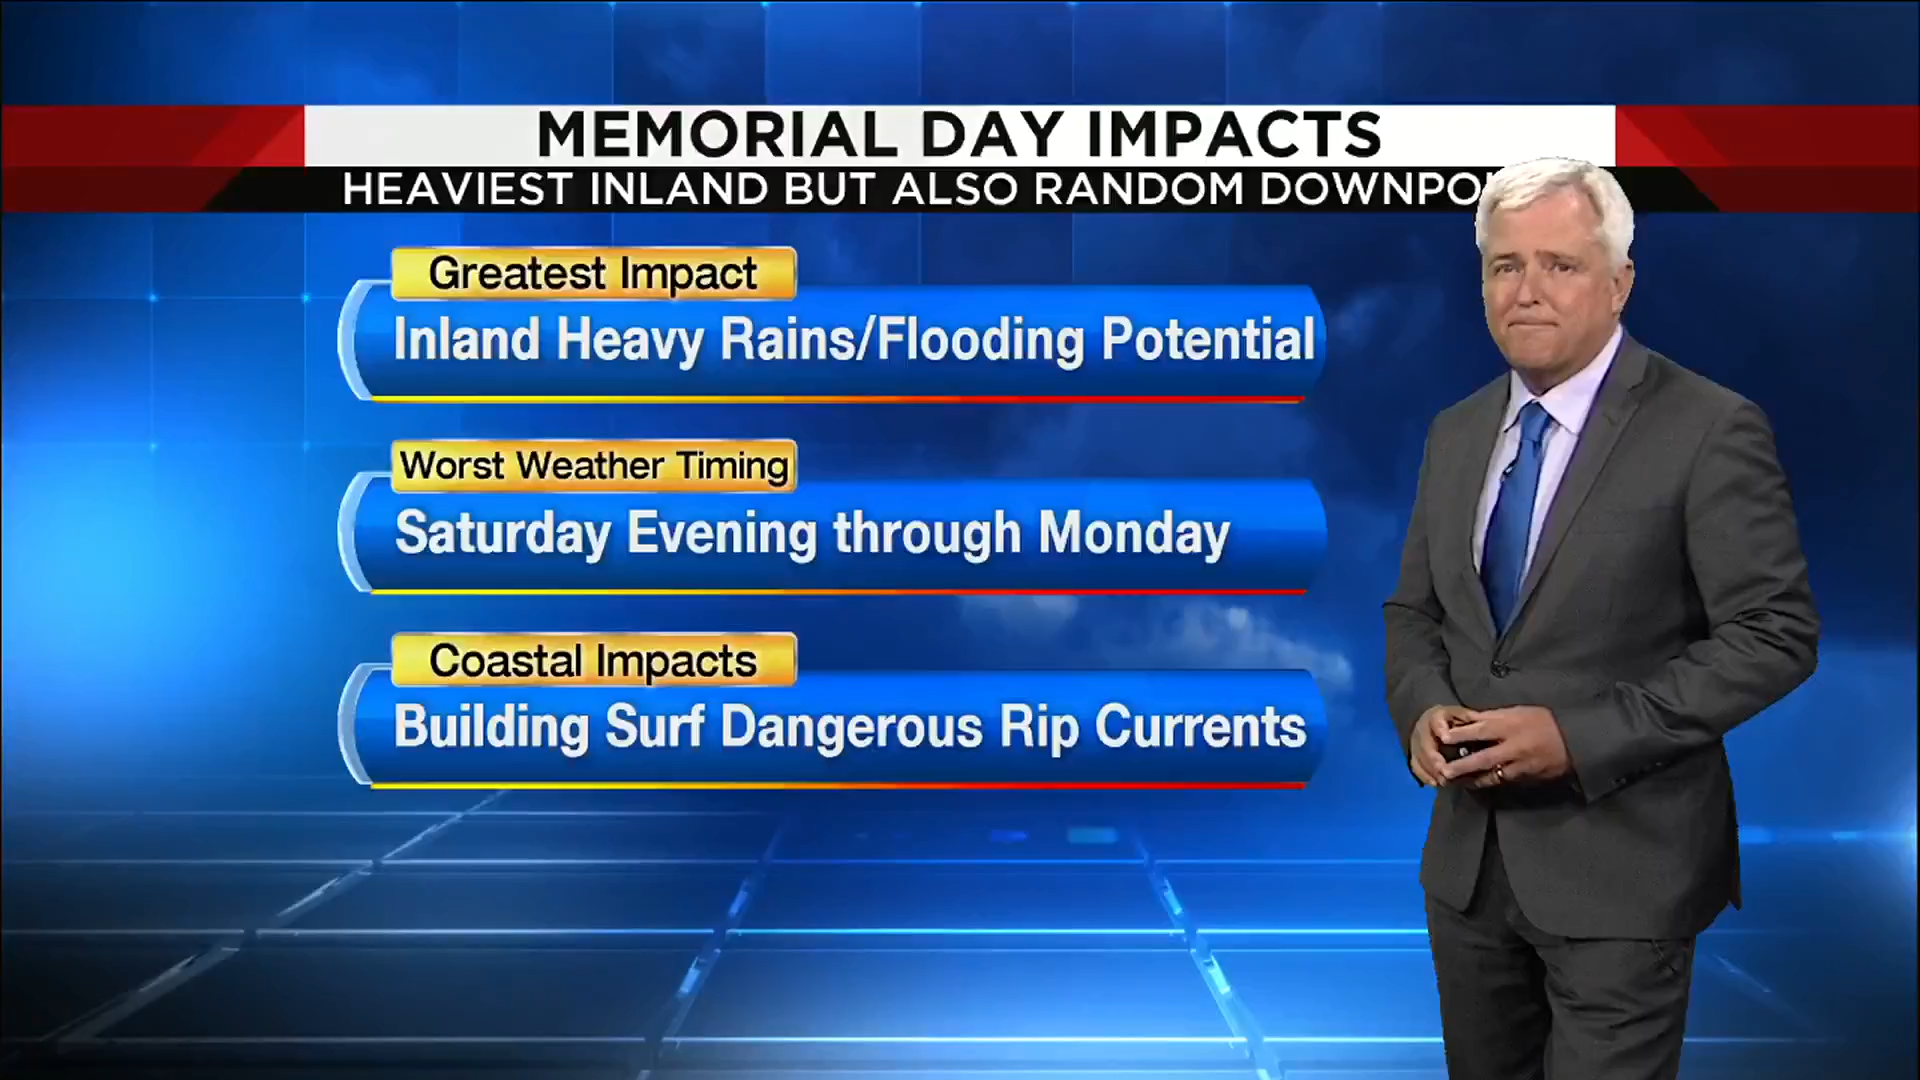 MEMORIAL DAY IMPACTS
HEAVIEST INLAND BUT ALSO RANDOM
Greatest Impact
Inland Heavy Rains/Flooding Potential
Worst Weather Timing
Saturday Evening through Monday
Coastal Impacts
Building Surf Dangerous Rip Currents